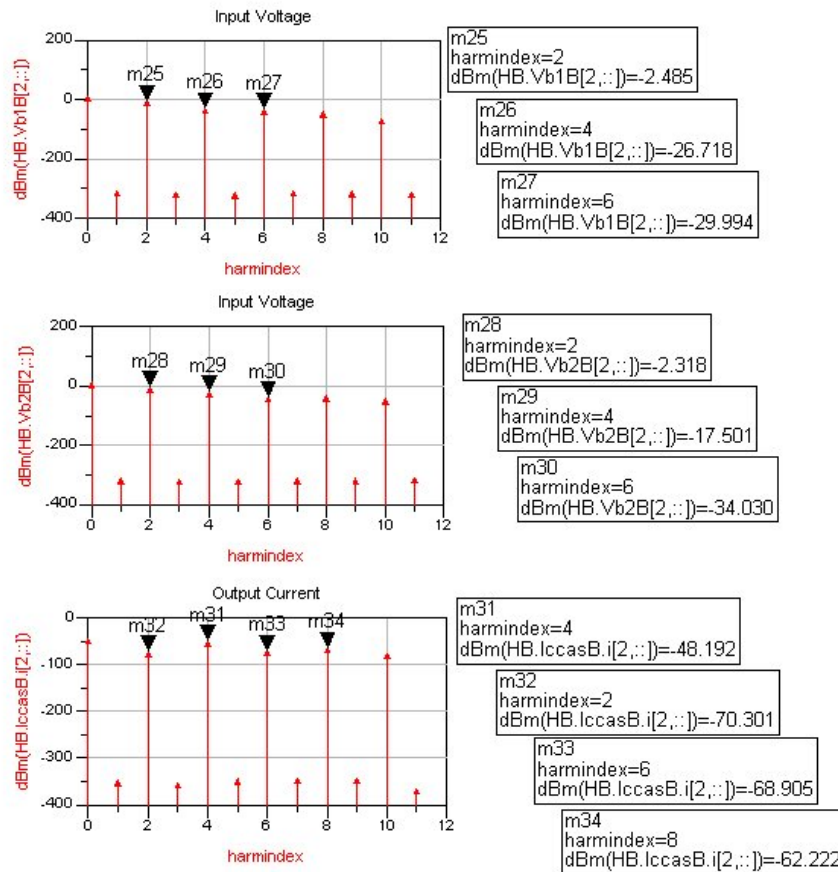 Input Voltage
dBm(HB.Vb1B[2,::])
200
0
-200
-400
m25
m26
m27
0 2 4 6 8 10 12
harmindex
m25
harmindex=2
dBm(HB.Vb1B[2,::])=-2.485
m26
harmindex=4
dBm(HB.Vb1B[2,::])=-26.718
m27
harmindex=6
dBm(HB.Vb1B[2,::])=-29.994
Input Voltage
dBm(HB.Vb2B[2,::])
200
0
-200
-400
m28
m29
m30
0 2 4 6 8 10 12
harmindex
m28
harmindex=2
dBm(HB.Vb2B[2,::])=-2.318
m29
harmindex=4
dBm(HB.Vb2B[2,::])=-17.501
m30
harmindex=6
dBm(HB.Vb2B[2,::])=-34.030
Output Current
dBm(HB.IccasB.i[2,::])
0
-100
-200
-300
-400
m32
m31
m33
m34
0 2 4 6 8 10 12
harmindex
m31
harmindex=4
dBm(HB.IccasB.i[2,::])=-48.192
m32
harmindex=2
dBm(HB.IccasB.i[2,::])=-70.301
m33
harmindex=6
dBm(HB.IccasB.i[2,::])=-68.905
m34
harmindex=8
dBm(HB.IccasB.i[2,::])=-62.222